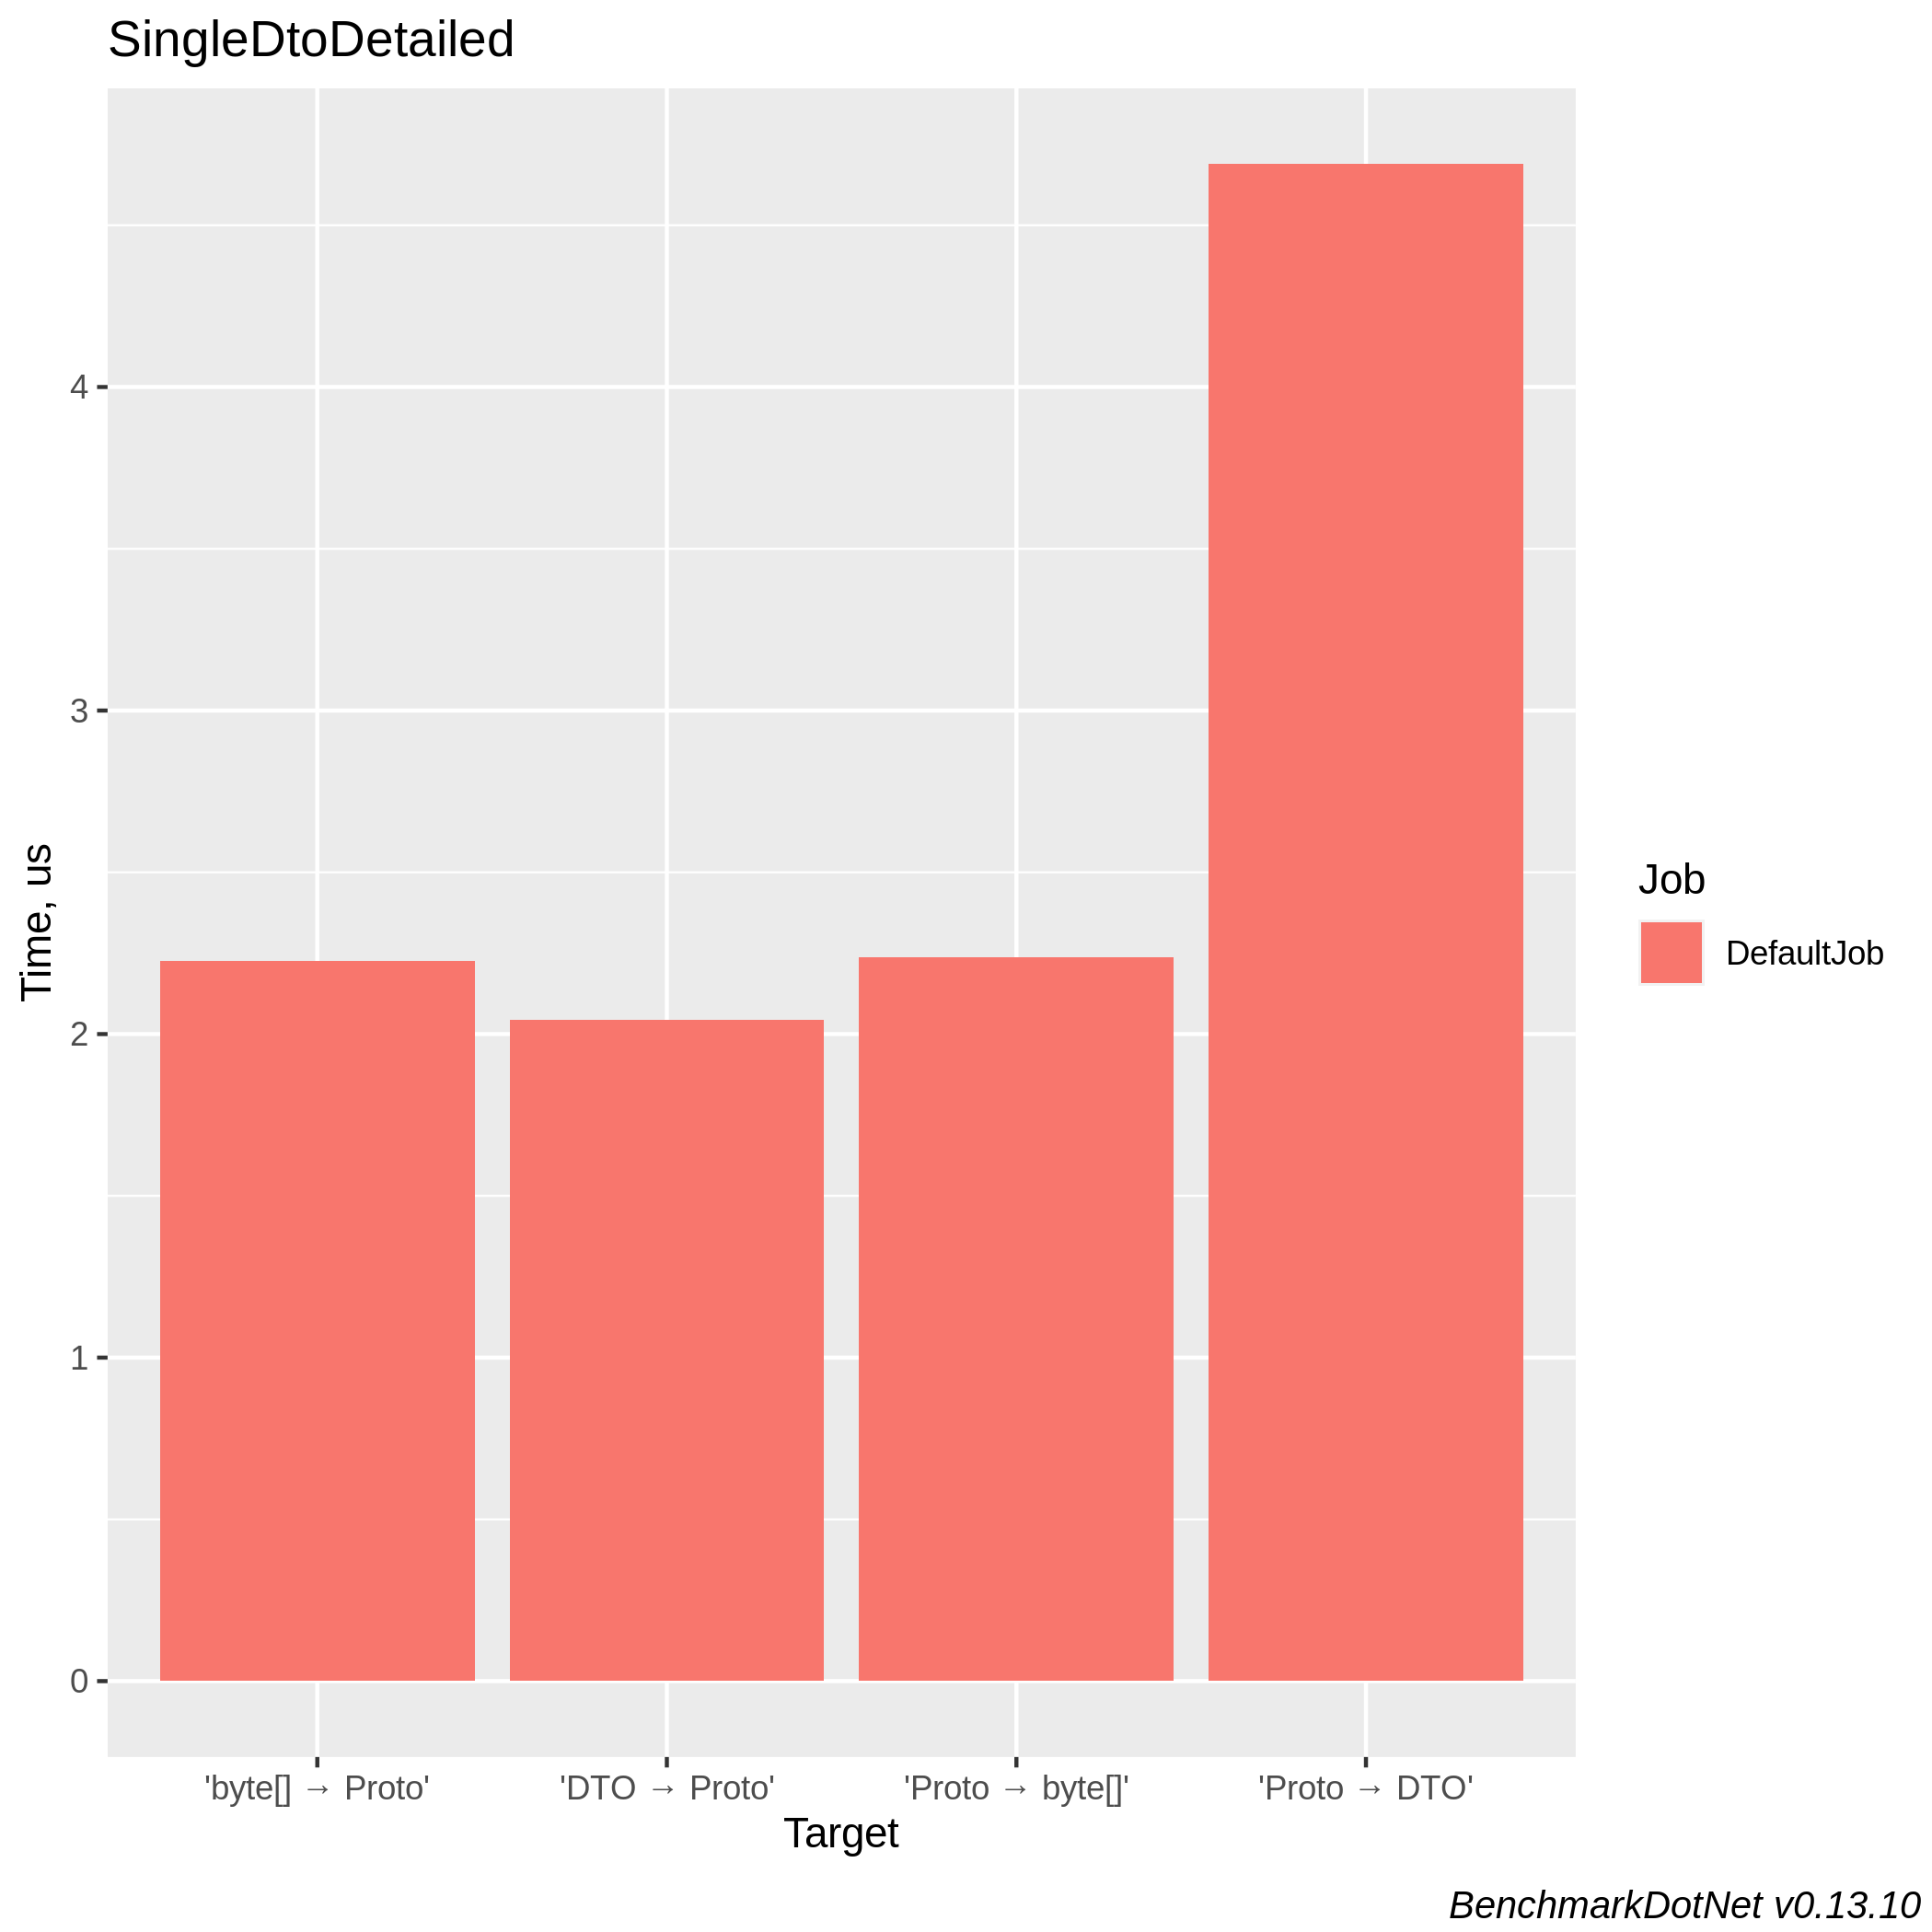 SingleDtoDetailed
Time, us
4
3
2
1
0
'byte[] → Proto'
'DTO → Proto'
'Proto → byte[]'
'Proto → DTO'
Target
Job
DefaultJob
BenchmarkDotNet v0.13.10